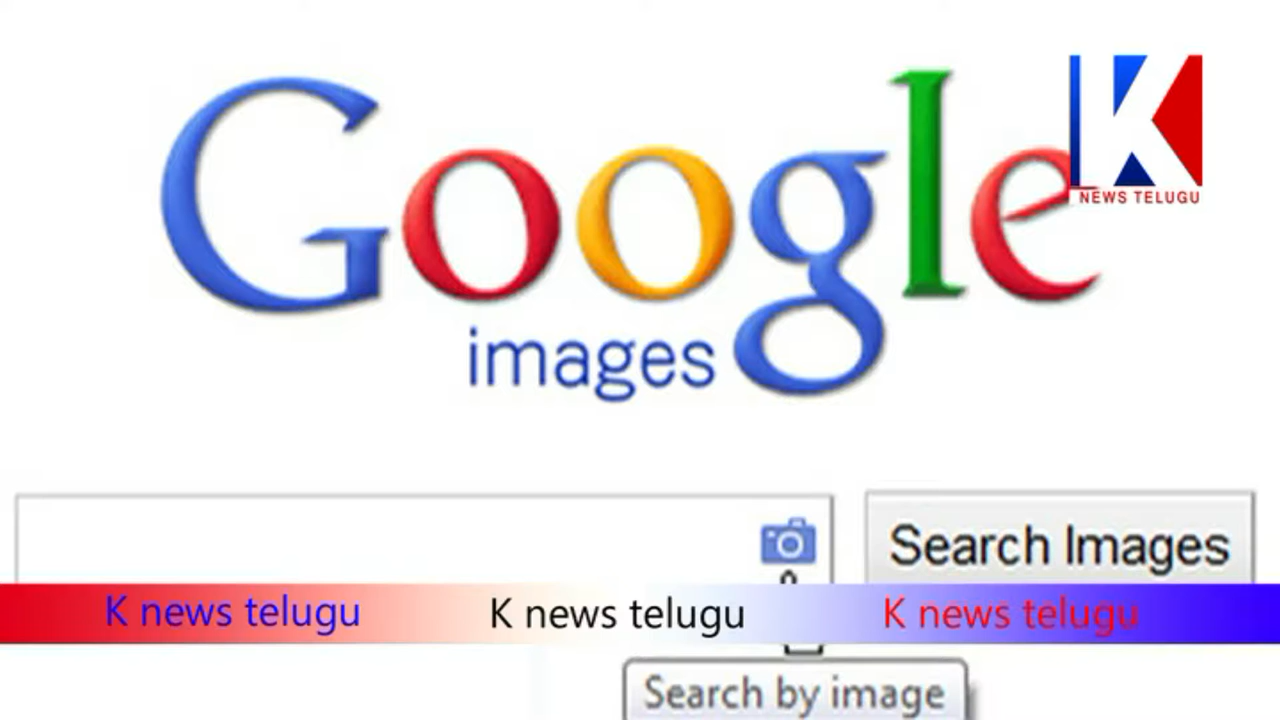 Google
images
K
NEWS TELUGU
Search Images
K news telugu K news telugu K news telugu
Search by image